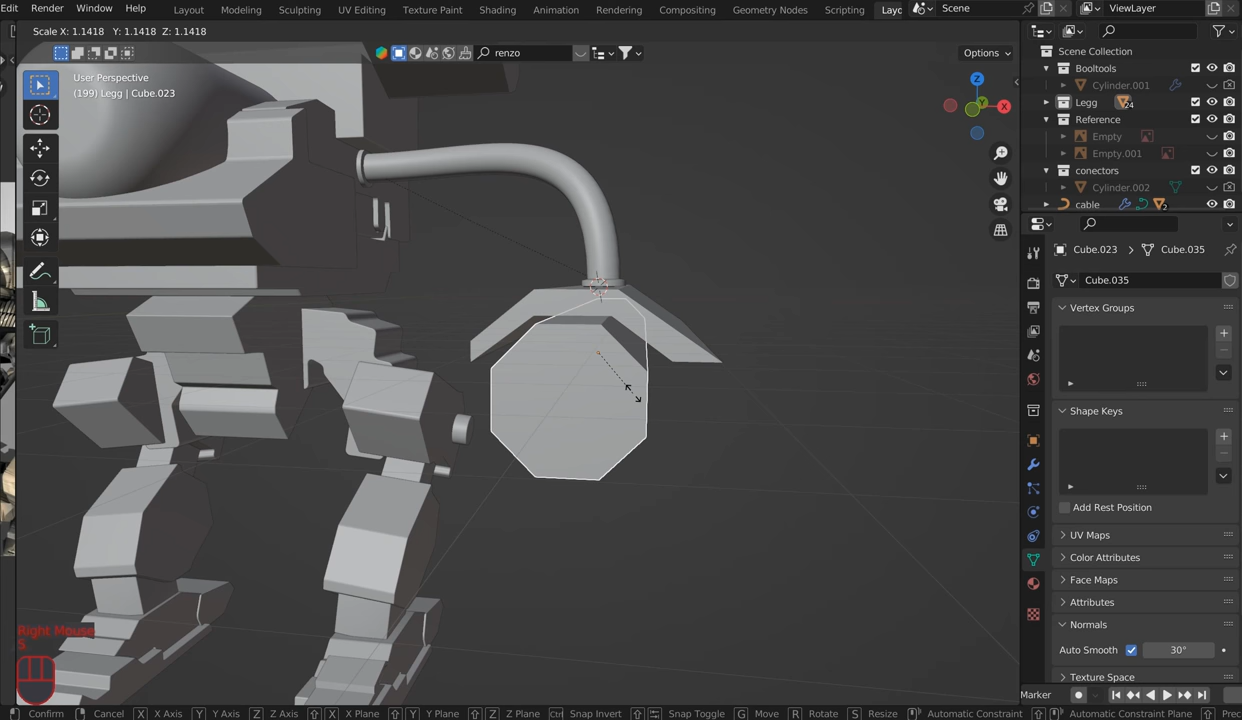 Edit Render Window Help Layout Modeling Sculpting UV Editing Texture Paint Shading Animation Rendering Compositing Geometry Nodes Scripting Layo Scene ViewLayer
Scale X: 1.1418 Y: 1.1418 Z: 1.1418
renzo Options
User Perspective
(199) Legg | Cube.023
Z
Y
X
Scene Collection
Booltools
Cylinder.001
Legg 24
Reference
Empty
Empty.001
conectors
Cylinder.002
cable 2
Cube.023 Cube.035
Cube.035
Vertex Groups
Shape Keys
Add Rest Position
UV Maps
Color Attributes
Face Maps
Attributes
Normals
Auto Smooth 30°
Texture Space
Right Mouse
S
Marker
Confirm Cancel X X Axis Y Y Axis Z Z Axis X X Plane Y Y Plane Z Z Plane Ctrl Snap Invert Snap Toggle G Move R Rotate S Resize Automatic Constraint Automatic Constraint Plane Prec